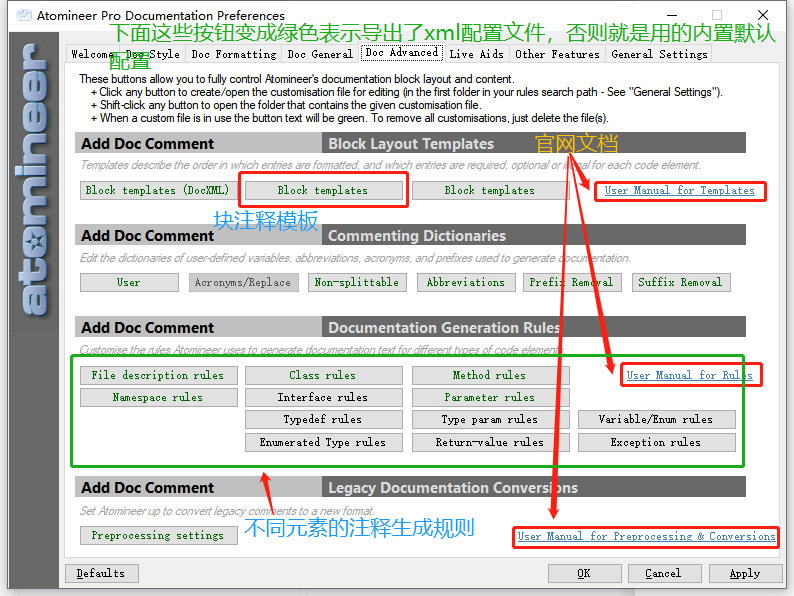 Atomineer Pro Documentation Preferences
下面这些按钮变成绿色表示导出了xml配置文件，否则就是用的内置默认
配置
Welcome Doc Style Doc Formatting Doc General Doc Advanced Live Aids Other Features General Settings
These buttons allow you to fully control Atomineer's documentation block layout and content.
+ Click any button to create/open the customisation file for editing (in the first folder in your rules search path - See "General Settings").
+ Shift-click any button to open the folder that contains the given customisation file.
+ When a custom file is in use the button text will be green. To remove all customisations, just delete the file(s).
atomineer
官网文档
Add Doc Comment Block Layout Templates
Templates describe the order in which entries are formatted, and which entries are required, optional or illegal for each code element.
Block templates (DocXML) Block templates Block templates User Manual for Templates
块注释模板
Add Doc Comment Commenting Dictionaries
Edit the dictionaries of user-defined variables, abbreviations, acronyms, and prefixes used to generate documentation.
User Acronyms/Replace Non-splittable Abbreviations Prefix Removal Suffix Removal
Add Doc Comment Documentation Generation Rules
Customise the rules Atomineer uses to generate documentation text for different types of code elements.
File description rules Class rules Method rules User Manual for Rules
Namespace rules Interface rules Parameter rules
Typedef rules Type param rules Variable/Enum rules
Enumerated Type rules Return-value rules Exception rules
Add Doc Comment Legacy Documentation Conversions
Set Atomineer up to convert legacy comments to a new format.
不同元素的注释生成规则
Preprocessing settings User Manual for Preprocessing & Conversions
Defaults OK Cancel Apply